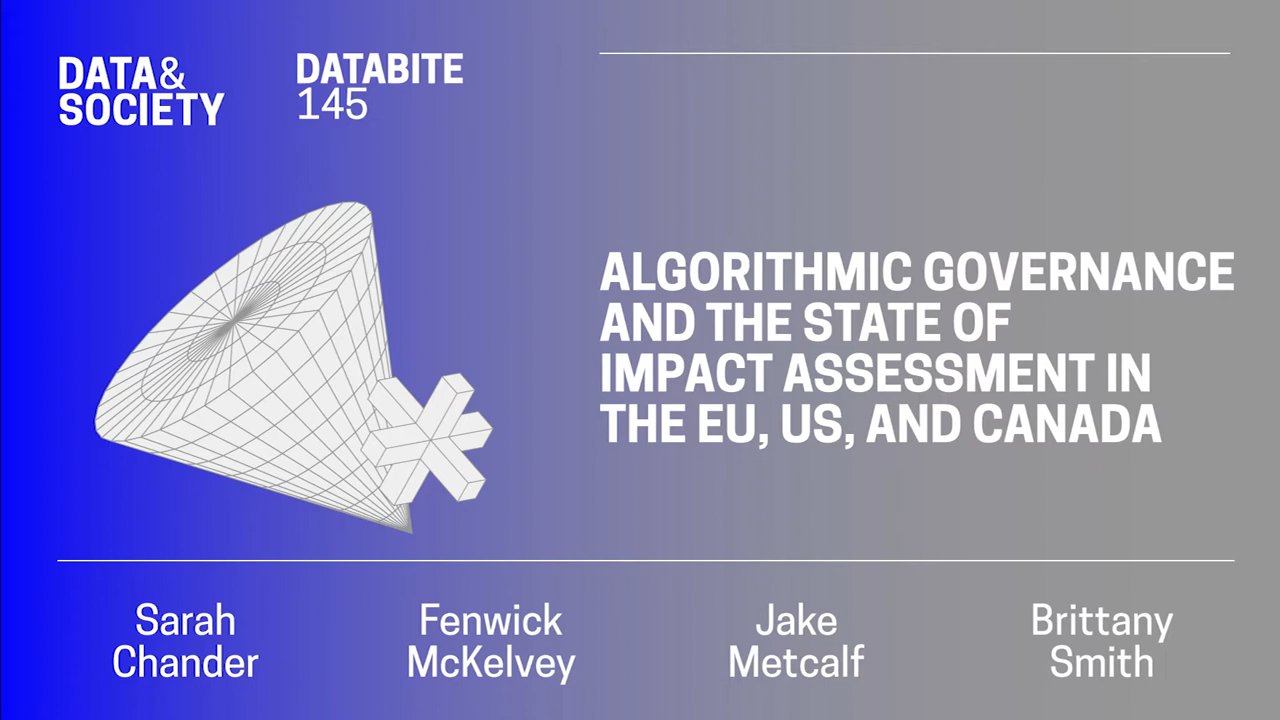 DATA&
SOCIETY
DATABITE
145
ALGORITHMIC GOVERNANCE
AND THE STATE OF
IMPACT ASSESSMENT IN
THE EU, US, AND CANADA
Sarah
Chander
Fenwick
McKelvey
Jake
Metcalf
Brittany
Smith